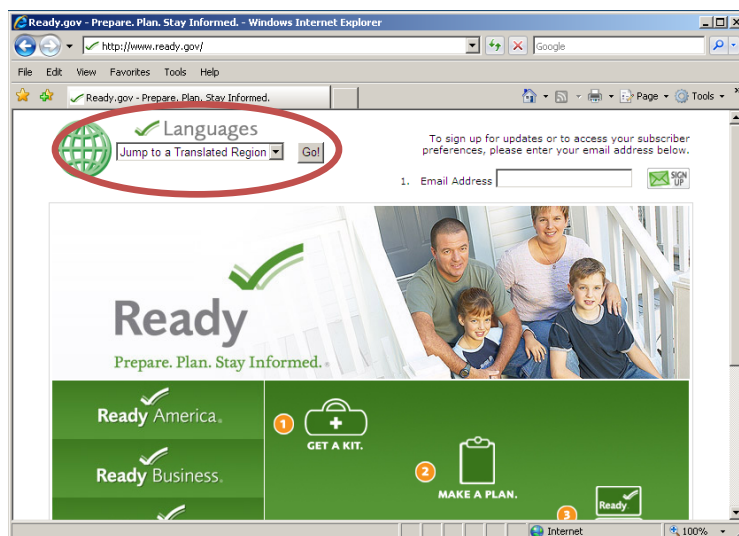 Ready.gov - Prepare. Plan. Stay Informed. - Windows Internet Explorer
http://www.ready.gov/
Google
File Edit View Favorites Tools Help
Ready.gov - Prepare. Plan. Stay Informed.
Page
Tools
Languages
Jump to a Translated Region
Go!
To sign up for updates or to access your subscriber
preferences, please enter your email address below.
1. Email Address
SIGN
UP
Ready
Prepare. Plan. Stay Informed.
Ready America.
Ready Business.
1
GET A KIT.
2
MAKE A PLAN.
3
Ready
Internet
100%